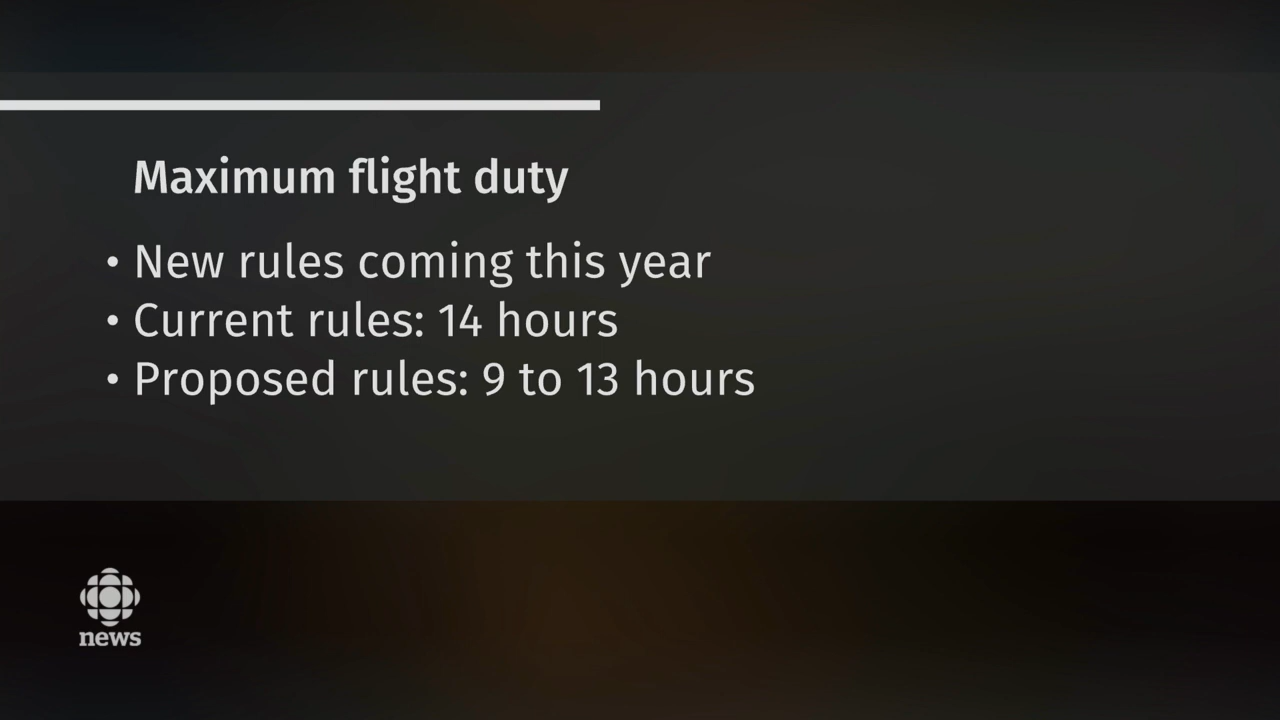 Maximum flight duty
• New rules coming this year
• Current rules: 14 hours
• Proposed rules: 9 to 13 hours
news